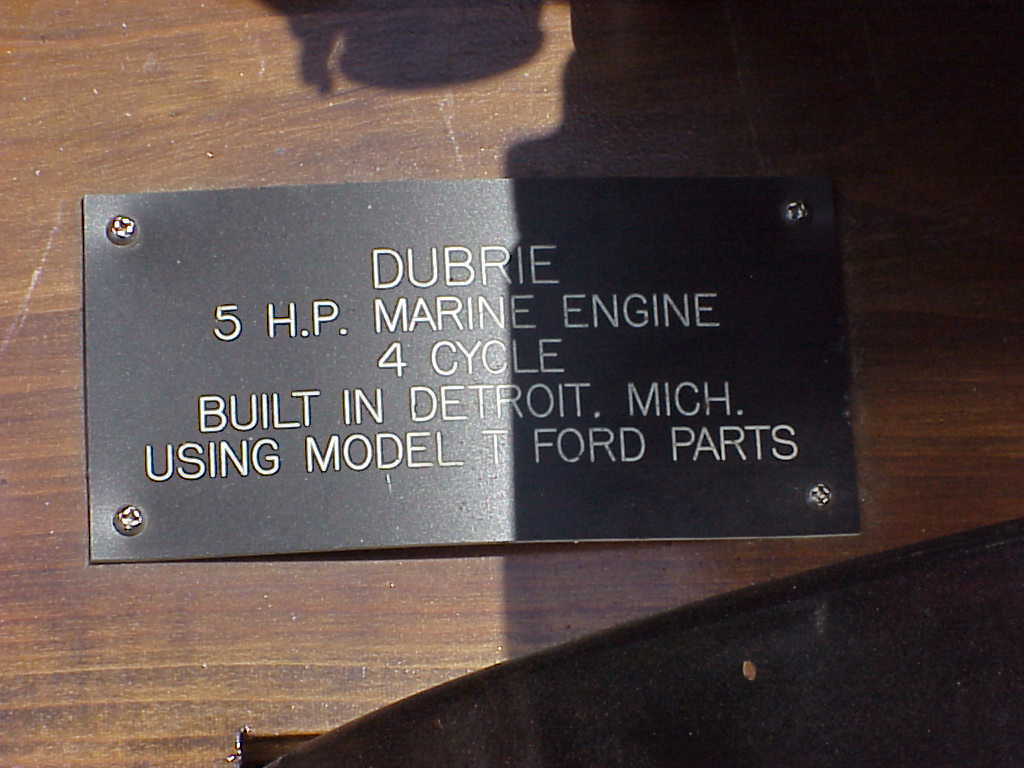 DUBRIE
5 H.P. MARINE ENGINE
4 CYCLE
BUILT IN DETROIT, MICH.
USING MODEL T FORD PARTS